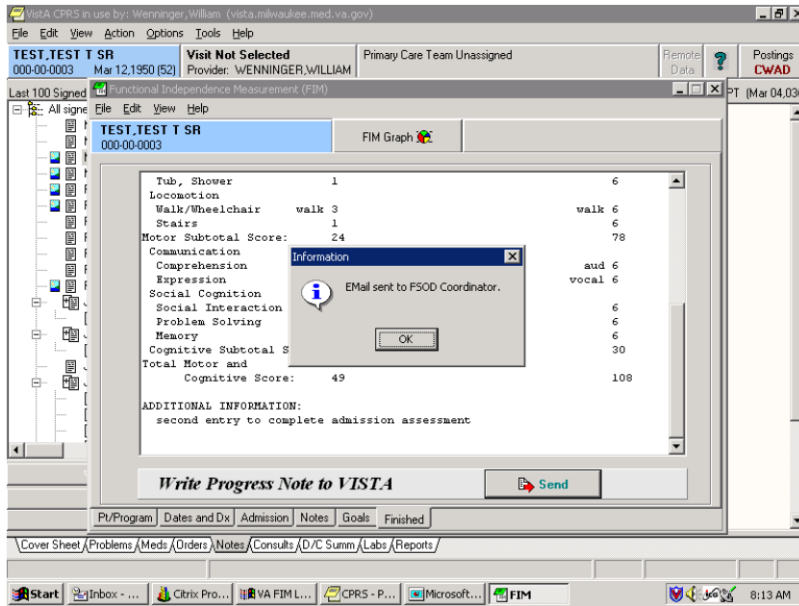 VistA CPRS in use by: Wenninger,William (vista.milwaukee.med.va.gov)
File Edit View Action Options Tools Help
TEST,TEST T SR Visit Not Selected Primary Care Team Unassigned Remote Data ? Postings
000-00-0003 Mar 12,1950 (52) Provider: WENNINGER,WILLIAM CWAD
Last 100 Signed PT (Mar 04,03
All signe
Functional Independence Measurement (FIM)
File Edit View Help
TEST,TEST T SR
000-00-0003
FIM Graph
Tub, Shower 1 6
Locomotion
Walk/Wheelchair walk 3 walk 6
Stairs 1 6
Motor Subtotal Score: 24 78
Communication
Comprehension aud 6
Expression vocal 6
Social Cognition
Social Interaction 6
Problem Solving 6
Memory 6
Cognitive Subtotal S 30
Total Motor and
Cognitive Score: 49 108
ADDITIONAL INFORMATION:
second entry to complete admission assessment
Information
EMail sent to FSOD Coordinator.
OK
Write Progress Note to VISTA
Send
Pt/Program Dates and Dx Admission Notes Goals Finished
Cover Sheet Problems Meds Orders Notes Consults D/C Summ Labs Reports
Start Inbox - ... Citrix Pro... VA FIM L... CPRS - P... Microsoft... FIM 8:13 AM